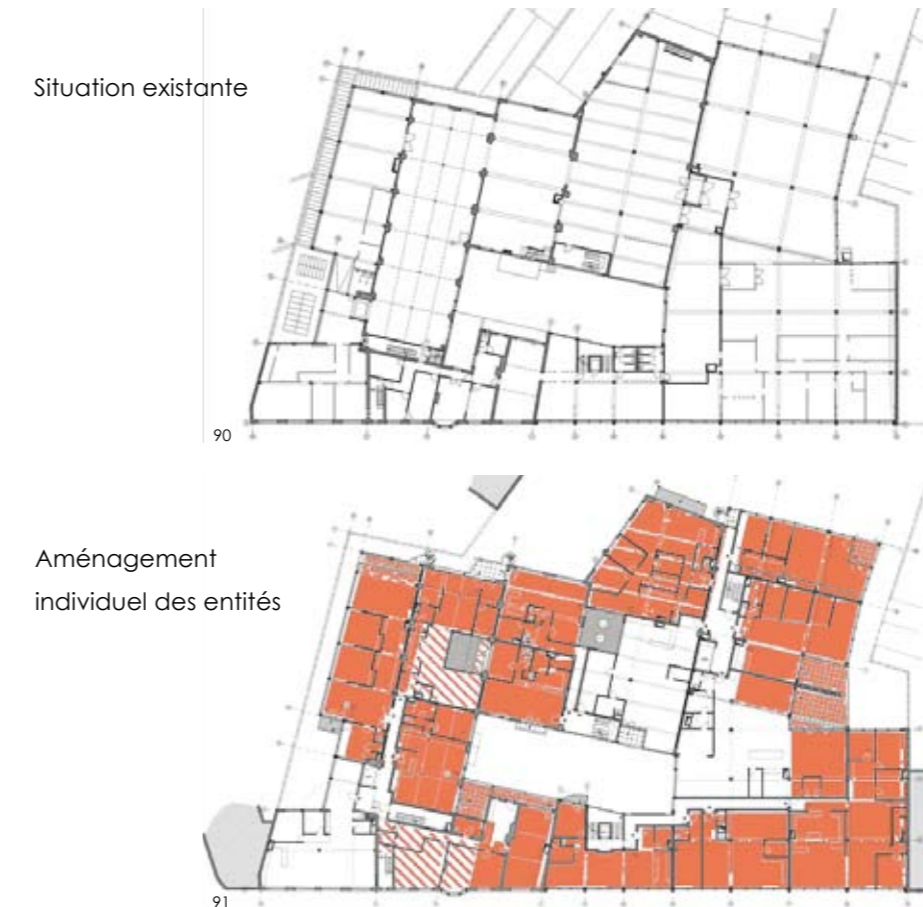 Situation existante
90
Aménagement
individuel des entités
91